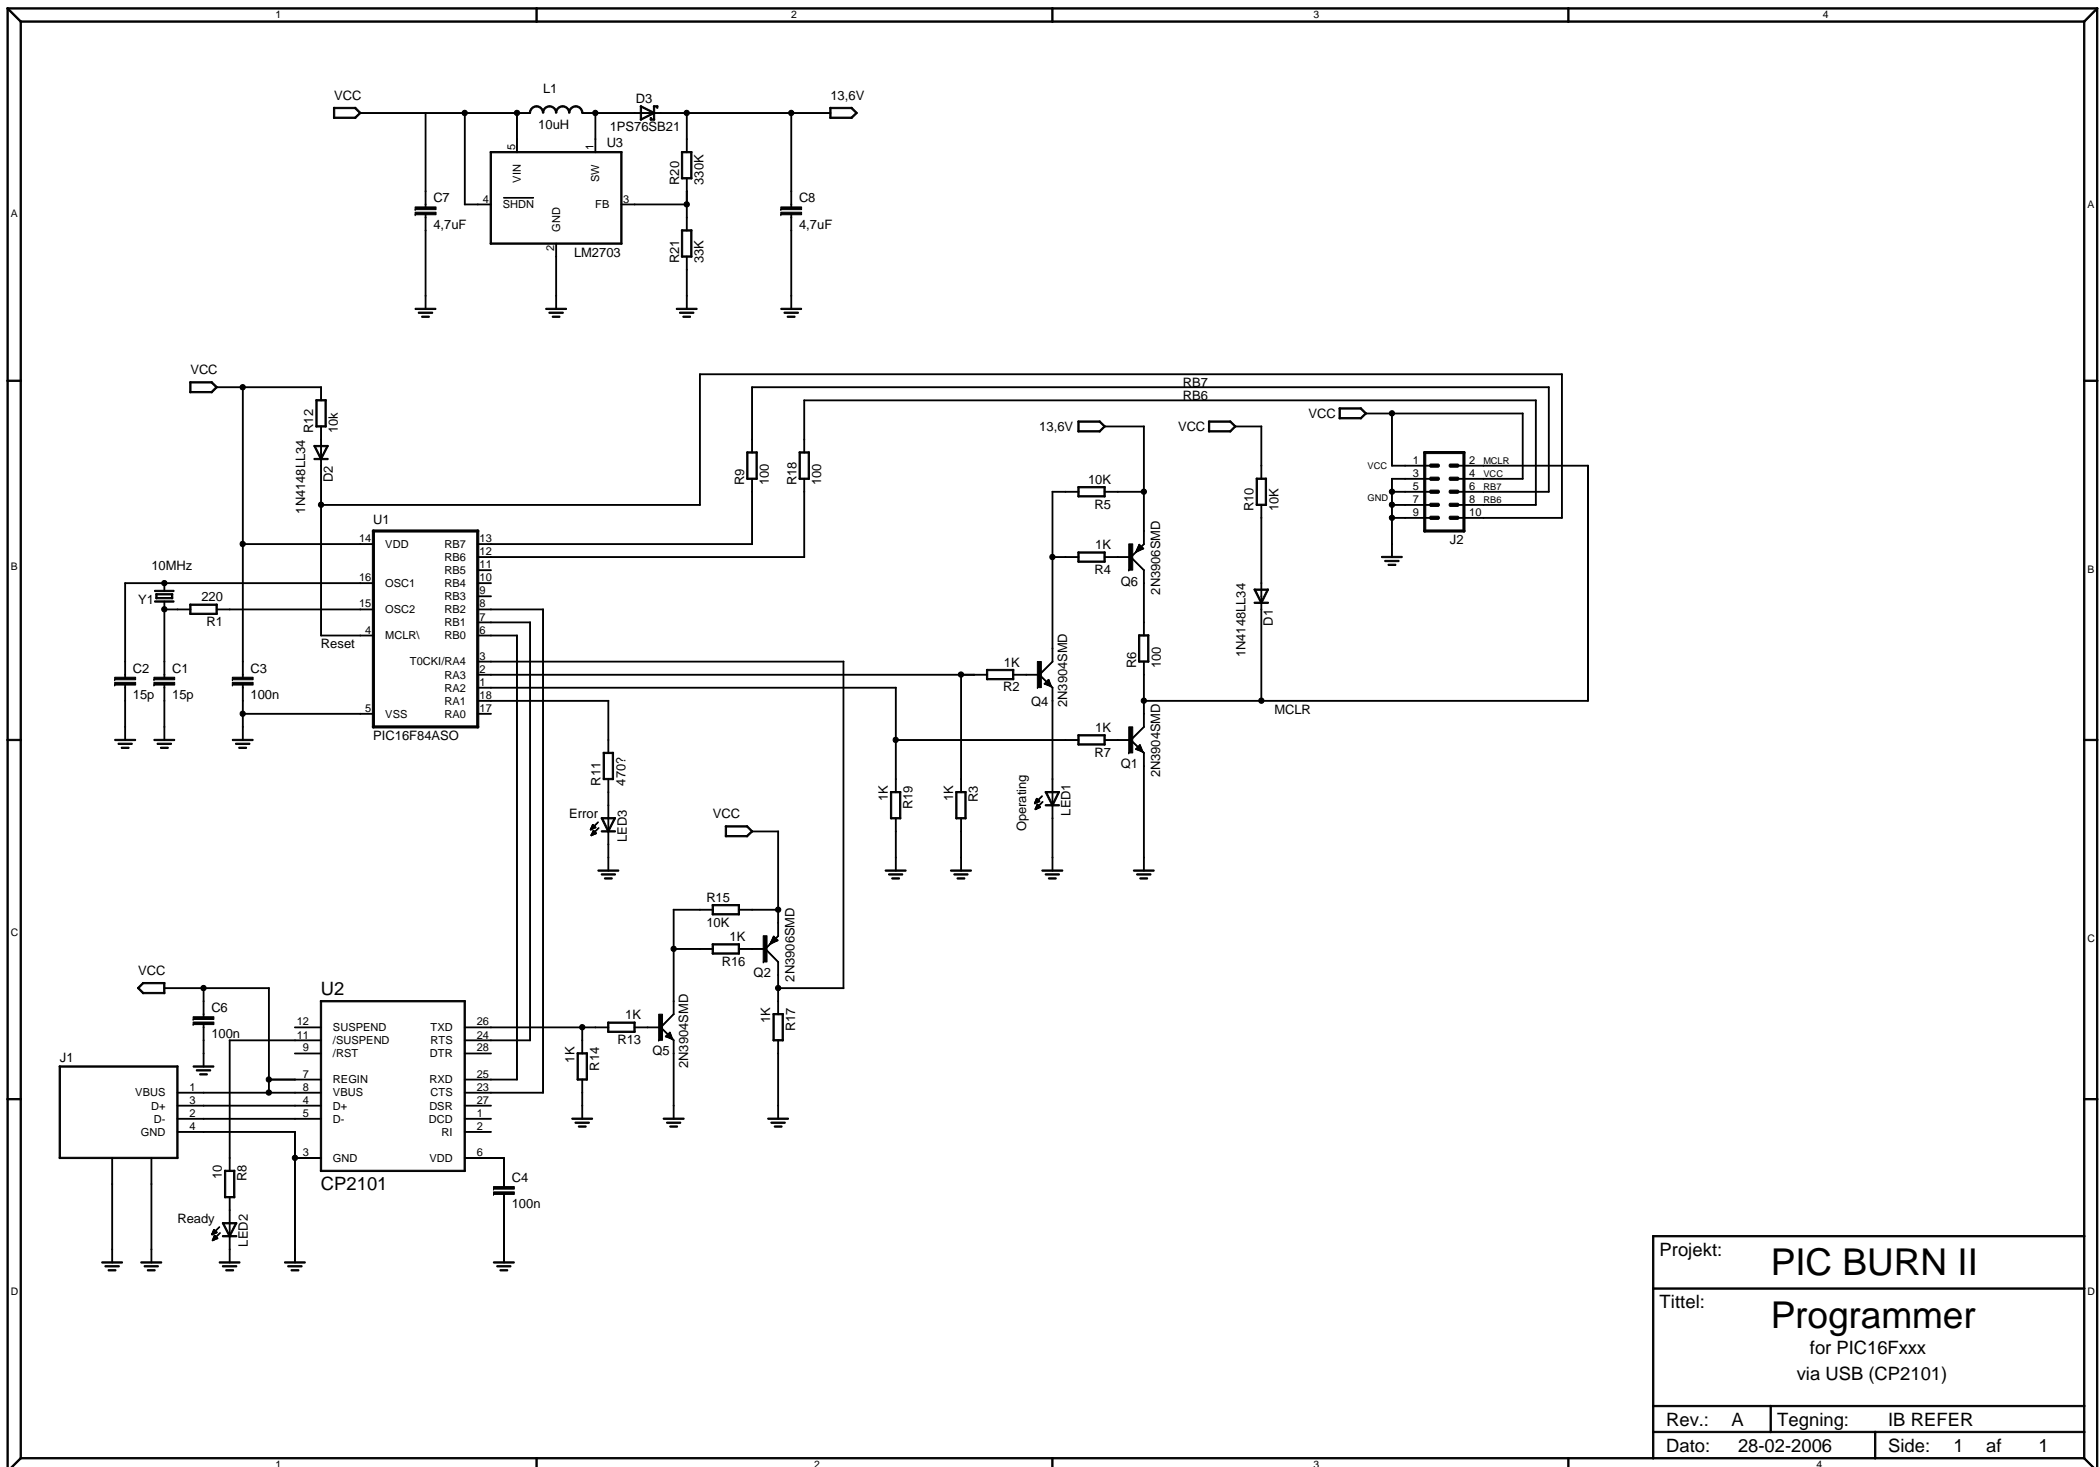 1 2 3 4
A
B
C
D
A
B
C
D
1 2 3 4
VCC
L1
10uH
D3
1PS76SB21
13,6V
U3
5
VIN
1
SW
4
SHDN
GND
FB
3
2
LM2703
C7
4,7uF
R20
330K
R21
33K
C8
4,7uF
VCC
R12
10k
1N4148LL34
D2
U1
14 VDD
16 OSC1
15 OSC2
4 MCLR\
5 VSS
RB7 13
RB6 12
RB5 11
RB4 10
RB3 9
RB2 8
RB1 7
RB0 6
T0CKI/RA4 3
RA3 2
RA2 1
RA1 18
RA0 17
PIC16F84ASO
Reset
10MHz
Y1
220
R1
C2
15p
C1
15p
C3
100n
R9
100
R18
100
RB7
RB6
13,6V
10K
R5
1K
R4
Q6
2N3906SMD
R6
100
1K
R2
Q4
2N3904SMD
1K
R7
Q1
2N3904SMD
VCC
R10
10K
1N4148LL34
D1
MCLR
VCC
VCC
GND
1 2 MCLR
3 4 VCC
5 6 RB7
7 8 RB6
9 10
J2
R11
470?
Error
LED3
1K
R19
1K
R3
Operating
LED1
VCC
R15
10K
1K
R16
Q2
2N3906SMD
1K
R17
1K
R13
Q5
2N3904SMD
1K
R14
VCC
C6
100n
J1
VBUS 1
D+ 3
D- 2
GND 4
U2
12 SUSPEND
11 /SUSPEND
9 /RST
7 REGIN
8 VBUS
4 D+
5 D-
3 GND
TXD 26
RTS 24
DTR 28
RXD 25
CTS 23
DSR 27
DCD 1
RI 2
VDD 6
CP2101
C4
100n
10
R8
Ready
LED2
Projekt: PIC BURN II
Tittel: Programmer
for PIC16Fxxx
via USB (CP2101)
Rev.: A Tegning: IB REFER
Dato: 28-02-2006 Side: 1 af 1